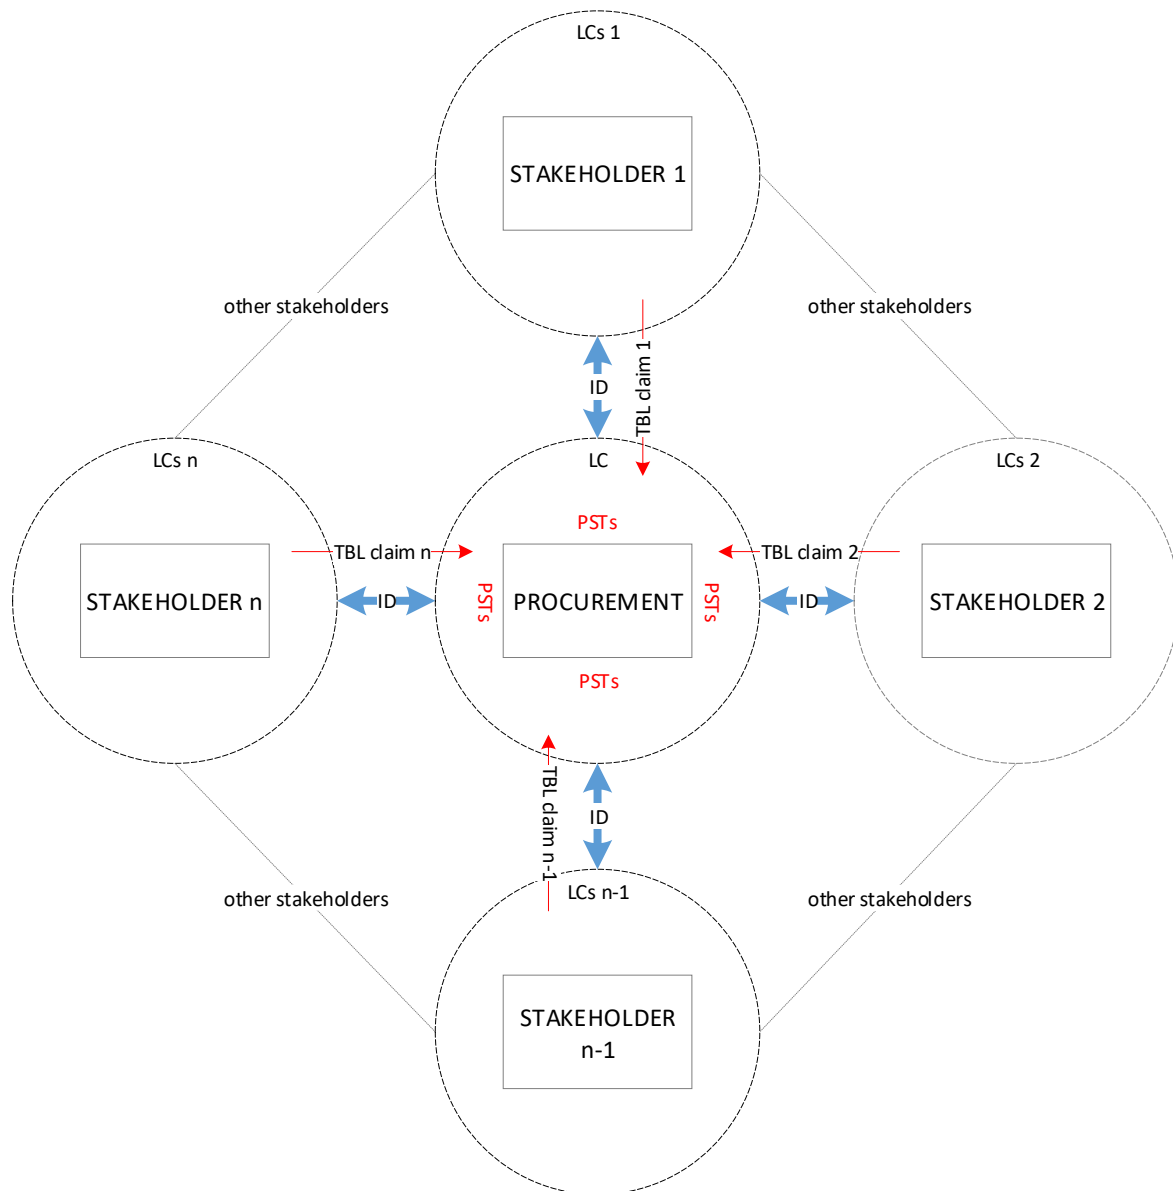 LCs 1
STAKEHOLDER 1
other stakeholders
other stakeholders
TBL claim 1
ID
LCs n
LC
LCs 2
PSTs
TBL claim n
TBL claim 2
STAKEHOLDER n
ID
PSTs
PROCUREMENT
PSTs
ID
STAKEHOLDER 2
PSTs
TBL claim n-1
ID
LCs n-1
other stakeholders
other stakeholders
STAKEHOLDER
n-1